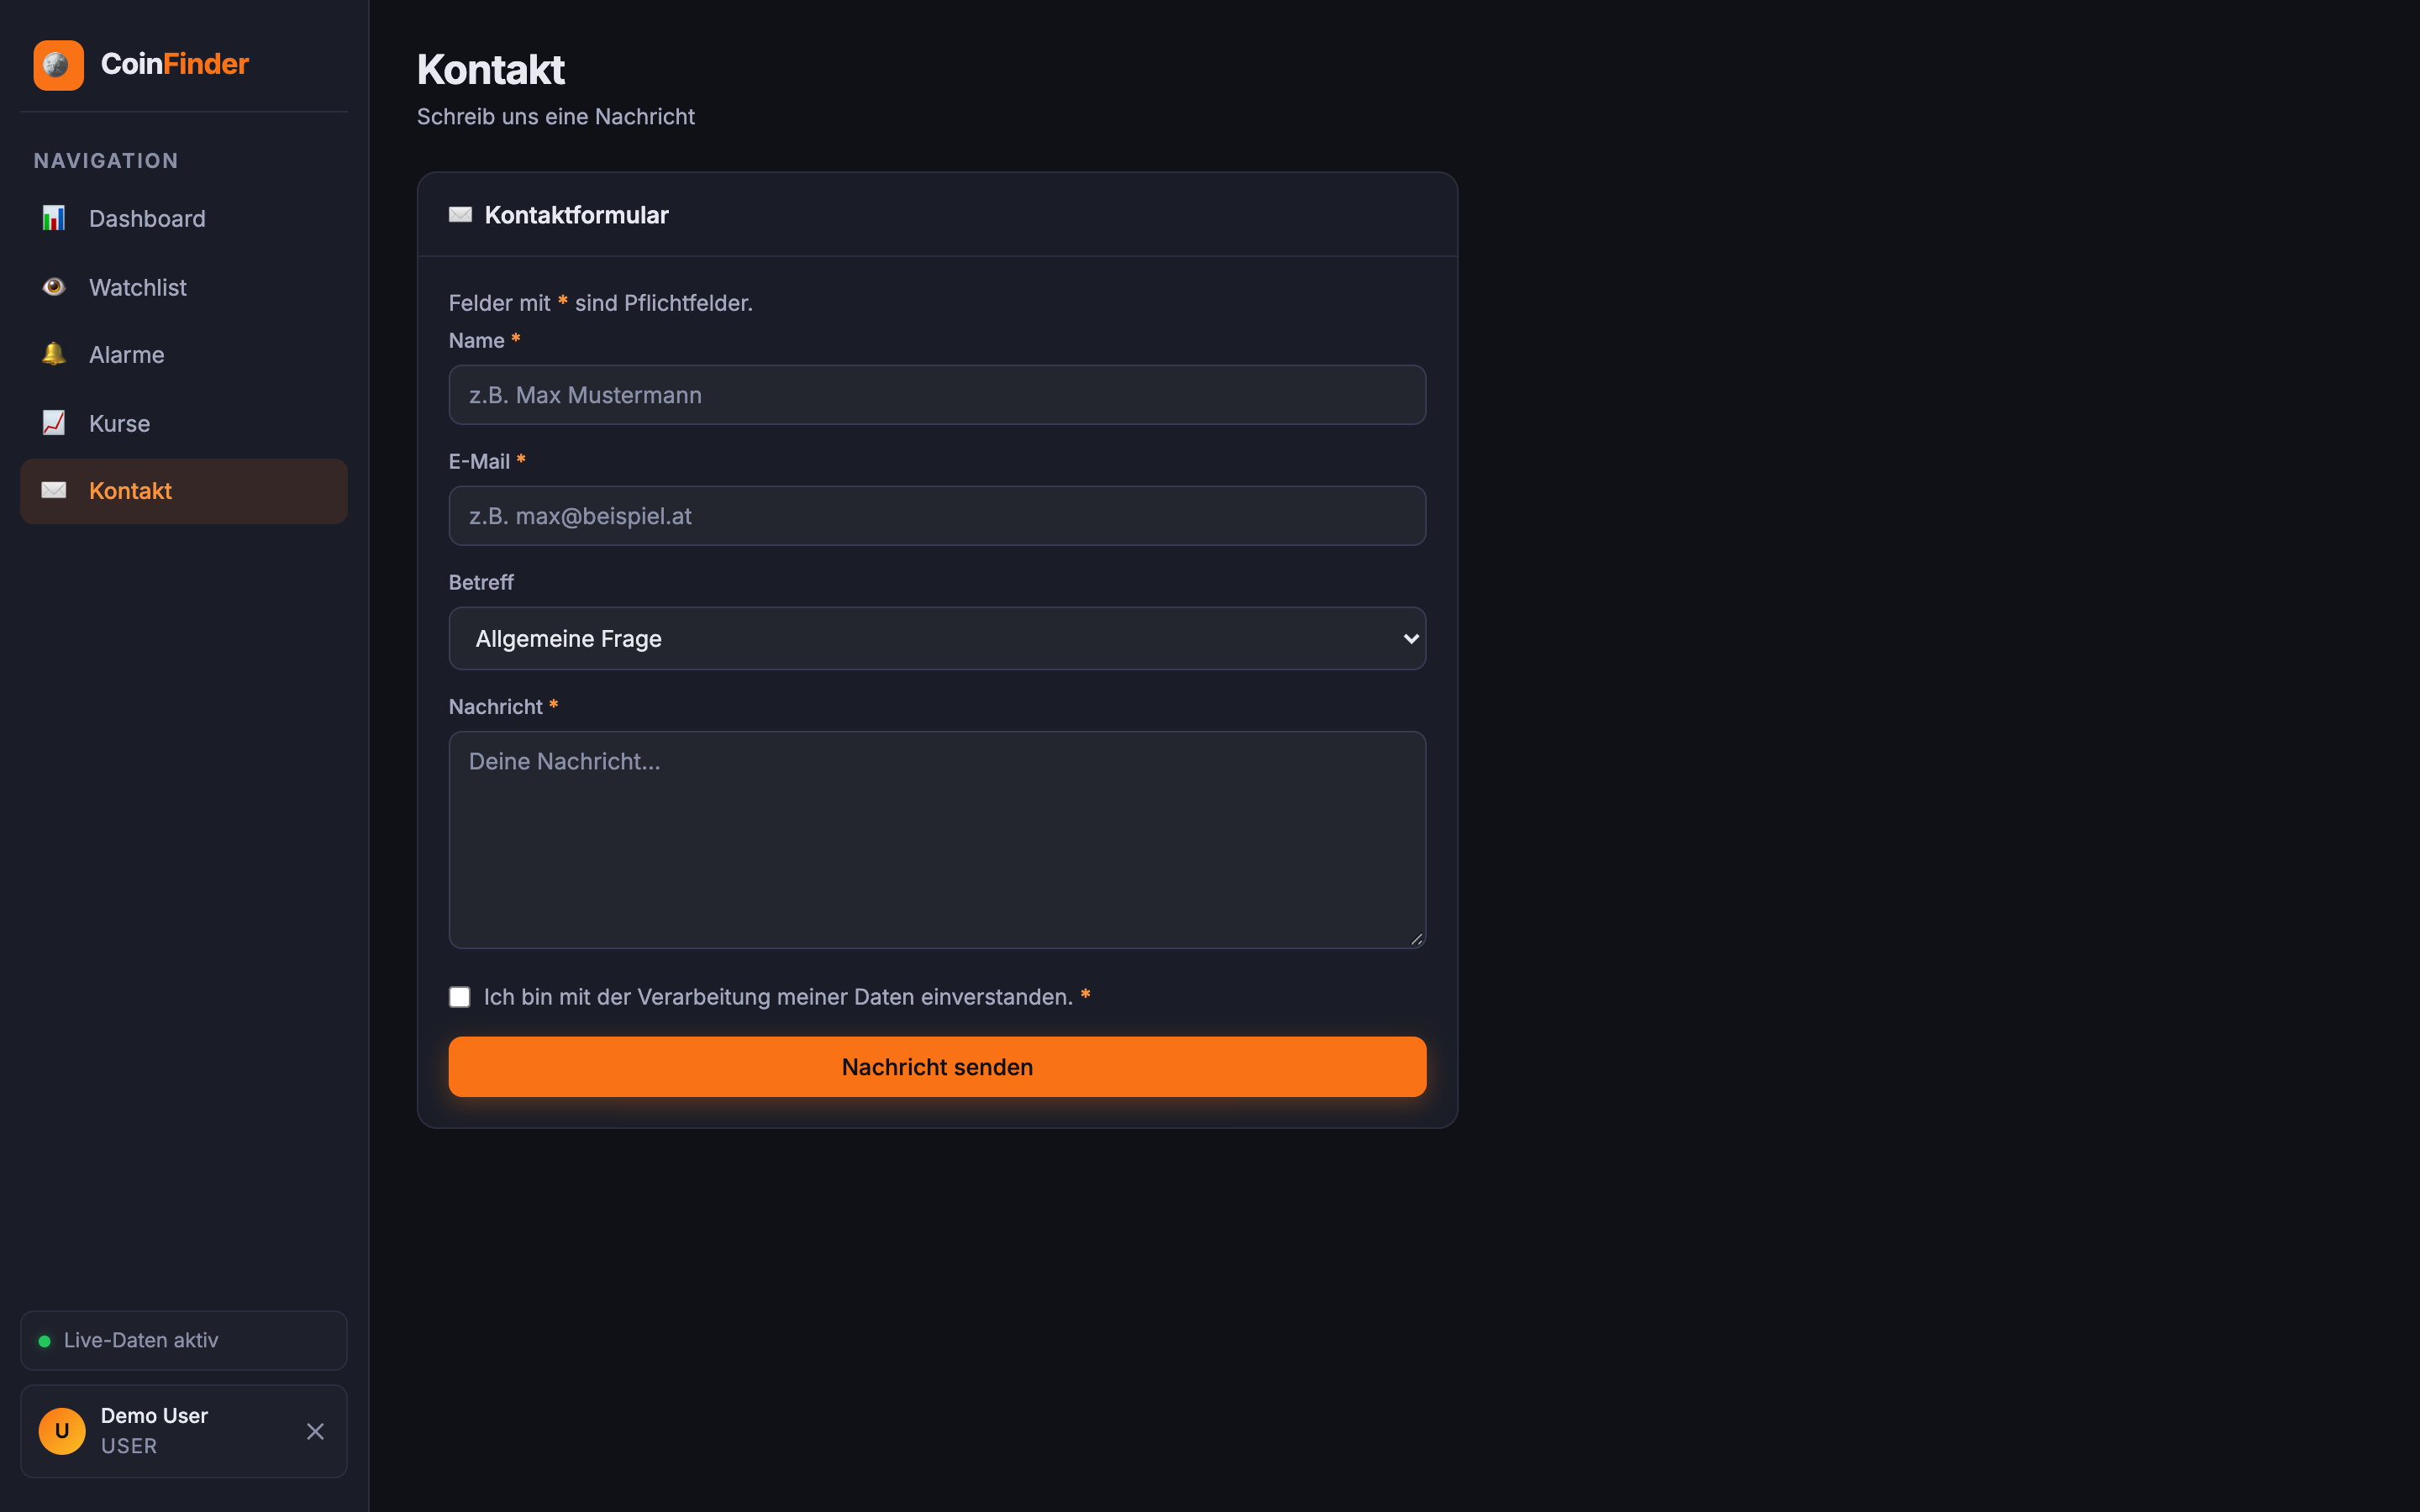 CoinFinder
NAVIGATION
Dashboard
Watchlist
Alarme
Kurse
Kontakt
Live-Daten aktiv
U
Demo User
USER
Kontakt
Schreib uns eine Nachricht
Kontaktformular
Felder mit * sind Pflichtfelder.
Name *
z.B. Max Mustermann
E-Mail *
z.B. max@beispiel.at
Betreff
Allgemeine Frage
Nachricht *
Deine Nachricht...
Ich bin mit der Verarbeitung meiner Daten einverstanden. *
Nachricht senden